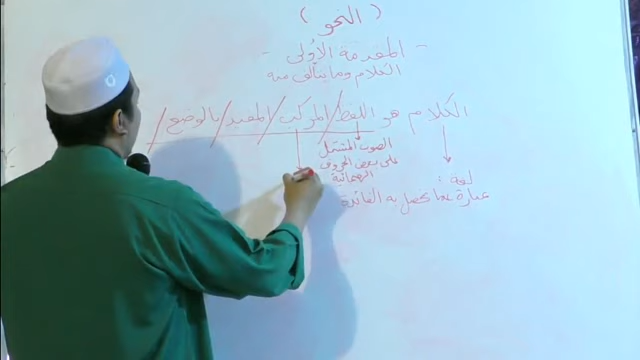 ( النحو )
- المقدمة الأولى -
الكلام وما يتألف منه
الكلام هو اللفظ/المركب/المفيد/بالوضع/
الصوت المشتمل
على بعض الحروف
الهجائية
لغة :
عبارة عما تحصل به الفائدة